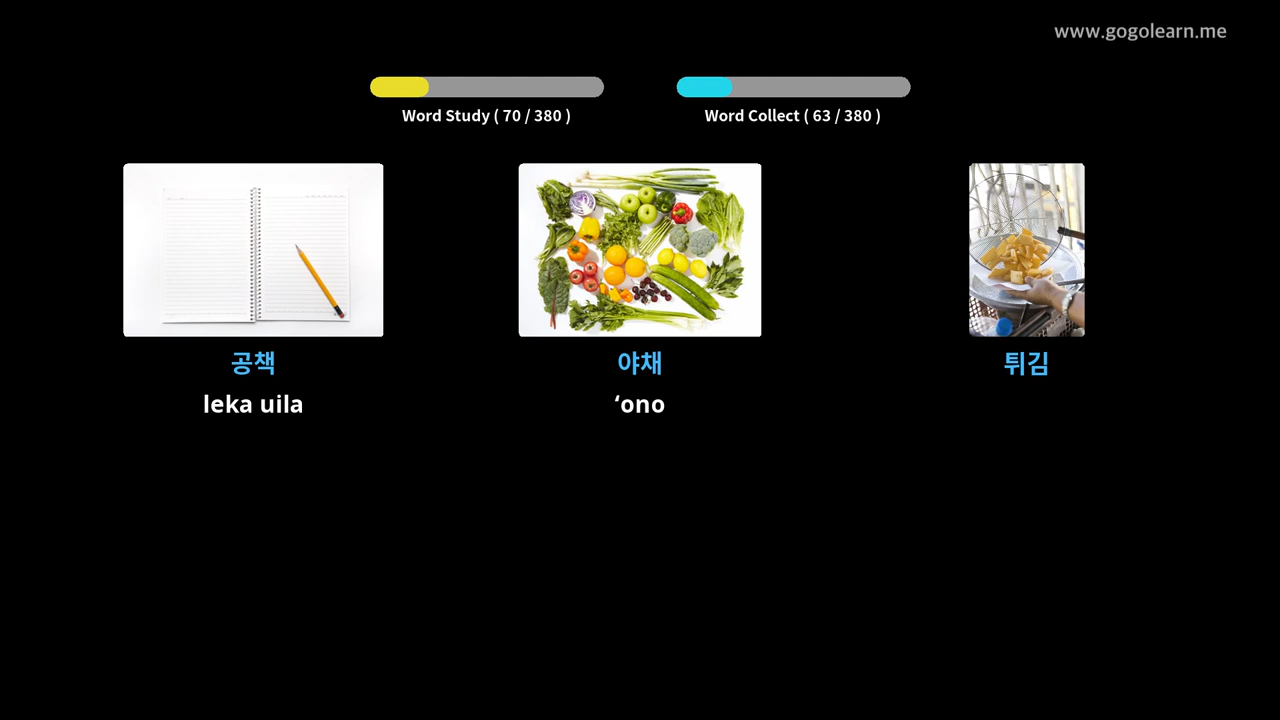 www.gogolearn.me
Word Study ( 70 / 380 )
Word Collect ( 63 / 380 )
공책
야채
튀김
leka uila
ʻono